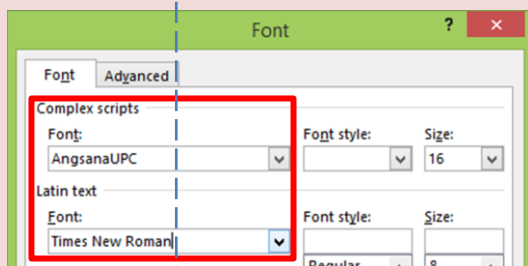 Font ? ×
Font Advanced
Complex scripts
Font: Font style: Size:
AngsanaUPC 16
Latin text
Font: Font style: Size:
Times New Roman
Regular 8